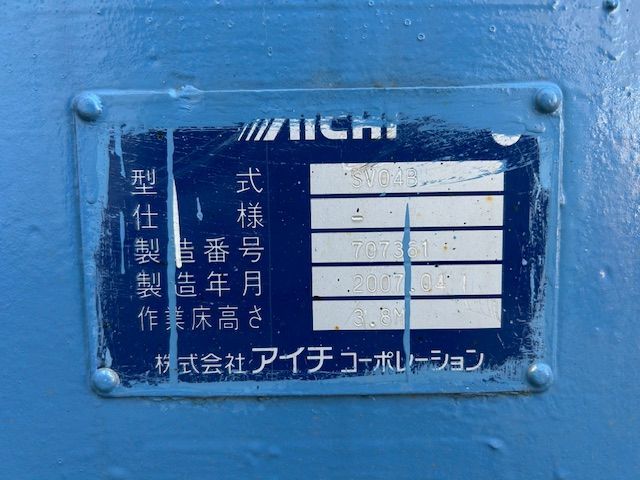 AICHI
型式 SV04B
仕様 -
製造番号 707361
製造年月 2007.04
作業床高さ 3.8M
株式会社 アイチ コーポレーション